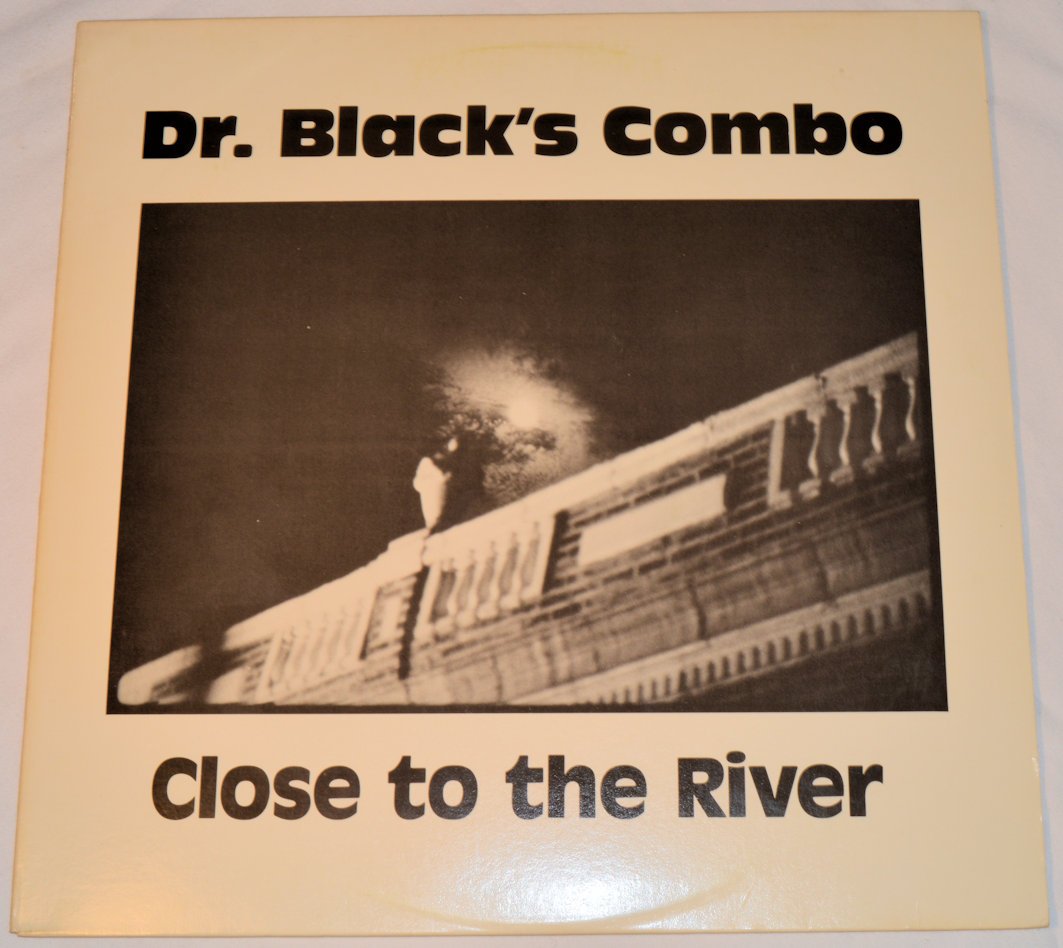 Dr. Black's Combo
Close to the River